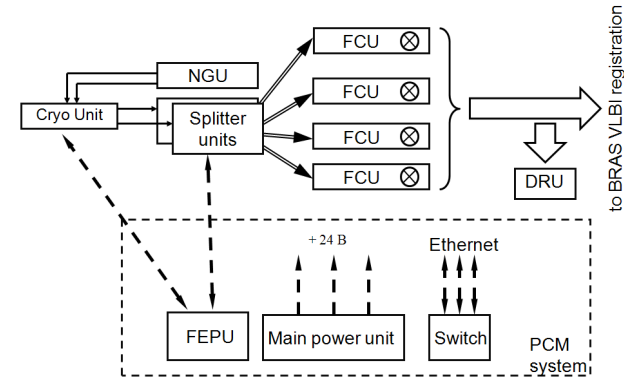 FCU
NGU
FCU
Cryo Unit
Splitter
units
FCU
FCU
DRU
to BRAS VLBI registration
+ 24 В
Ethernet
FEPU
Main power unit
Switch
PCM
system